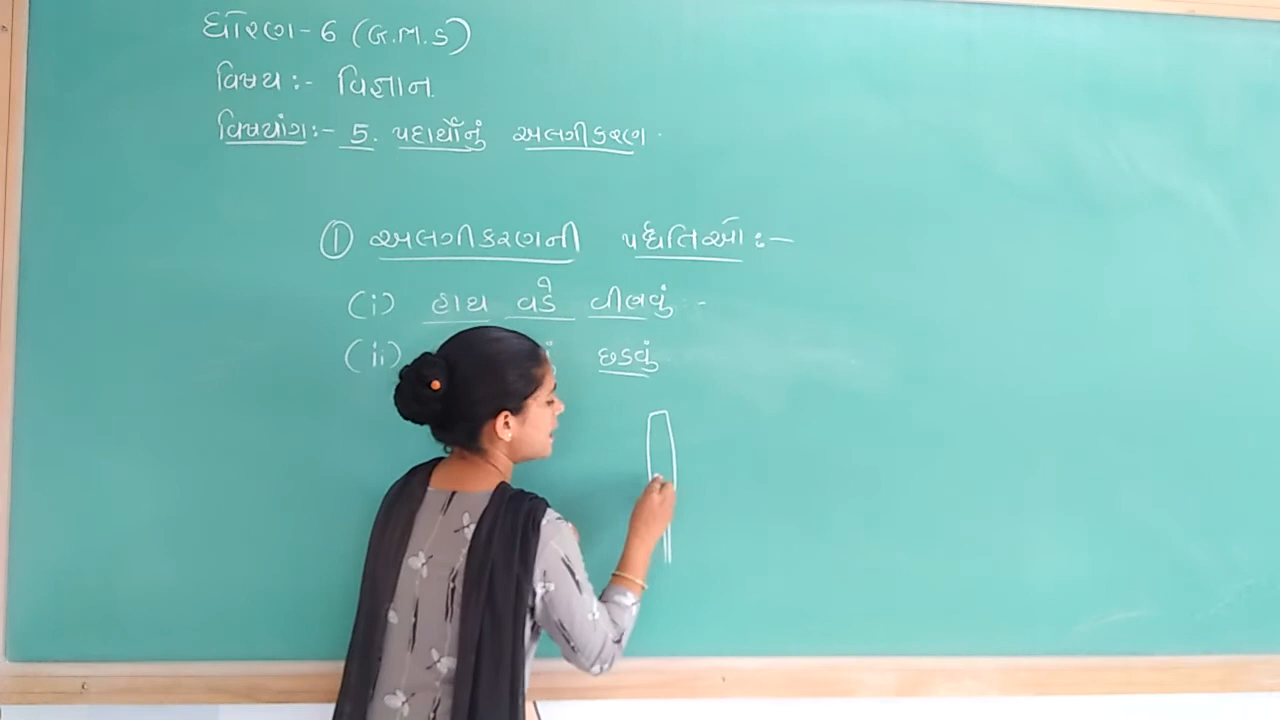 ધોરણ - 6 (G.M.S)
વિષય :- વિજ્ઞાન.
વિષયાંગ :- 5. પદાર્થોનું અલગીકરણ.
① અલગીકરણની પદ્ધતિઓ :-
(i) હાથ વડે વીણવું :-
(ii) છડવું